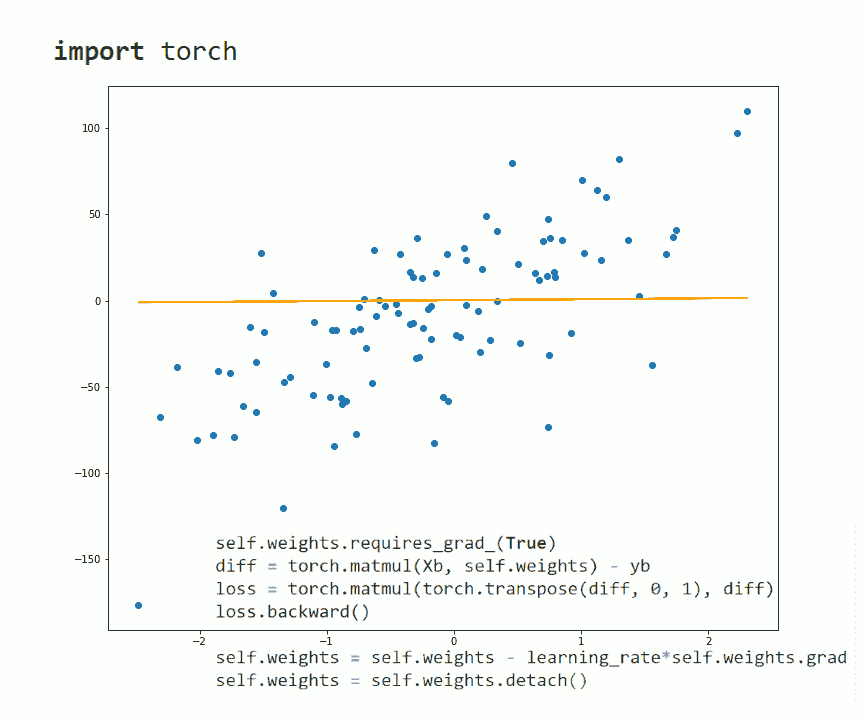 import torch
100
50
0
−50
−100
−150
self.weights.requires_grad_(True)
diff = torch.matmul(Xb, self.weights) - yb
loss = torch.matmul(torch.transpose(diff, 0, 1), diff)
loss.backward()
−2 −1 0 1 2
self.weights = self.weights - learning_rate*self.weights.grad
self.weights = self.weights.detach()